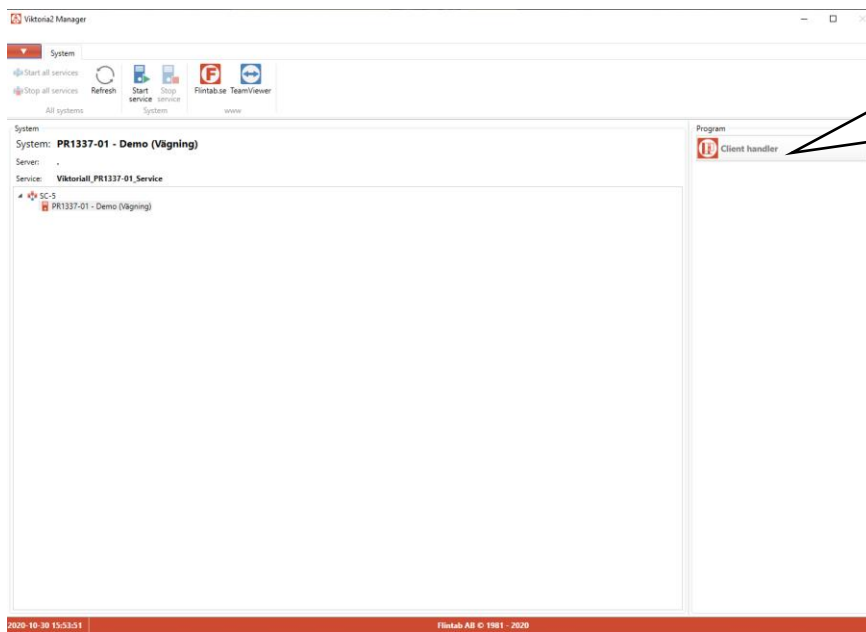 Viktoria2 Manager
System
Start all services
Stop all services
Refresh
Start service
Stop service
Flintab.se
TeamViewer
All systems
System
www
System
System: PR1337-01 - Demo (Vägning)
Server: .
Service: ViktoriaII_PR1337-01_Service
SC-5
PR1337-01 - Demo (Vägning)
Program
Client handler
2020-10-30 15:53:51
Flintab AB © 1981 - 2020